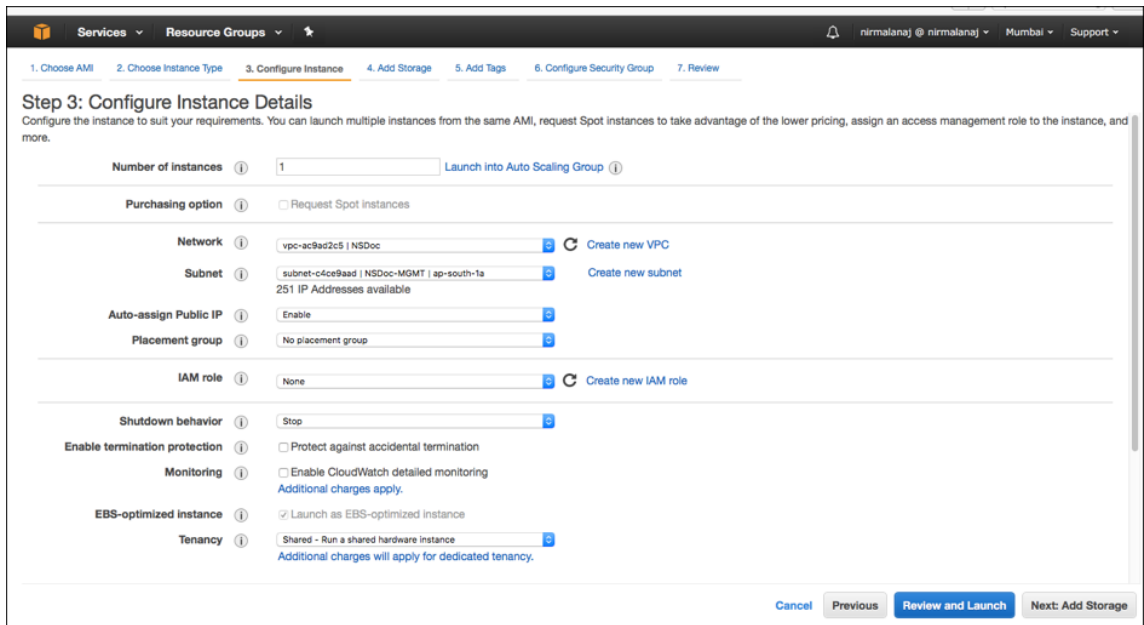 Services Resource Groups nirmalanaj @ nirmalanaj Mumbai Support
1. Choose AMI 2. Choose Instance Type 3. Configure Instance 4. Add Storage 5. Add Tags 6. Configure Security Group 7. Review
Step 3: Configure Instance Details
Configure the instance to suit your requirements. You can launch multiple instances from the same AMI, request Spot instances to take advantage of the lower pricing, assign an access management role to the instance, and
more.
Number of instances i 1 Launch into Auto Scaling Group i
Purchasing option i Request Spot instances
Network i vpc-ac9ad2c5 | NSDoc Create new VPC
Subnet i subnet-c4ce9aad | NSDoc-MGMT | ap-south-1a Create new subnet
251 IP Addresses available
Auto-assign Public IP i Enable
Placement group i No placement group
IAM role i None Create new IAM role
Shutdown behavior i Stop
Enable termination protection i Protect against accidental termination
Monitoring i Enable CloudWatch detailed monitoring
Additional charges apply.
EBS-optimized instance i Launch as EBS-optimized instance
Tenancy i Shared - Run a shared hardware instance
Additional charges will apply for dedicated tenancy.
Cancel Previous Review and Launch Next: Add Storage